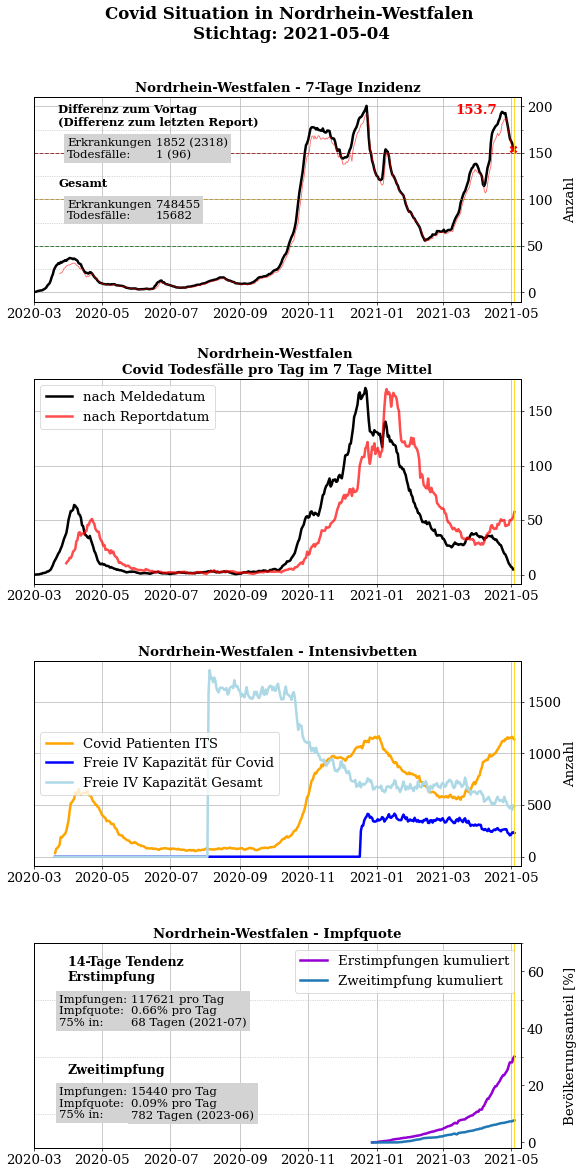 Covid Situation in Nordrhein-Westfalen
Stichtag: 2021-05-04
Nordrhein-Westfalen - 7-Tage Inzidenz
Differenz zum Vortag
(Differenz zum letzten Report)
Erkrankungen 1852 (2318)
Todesfälle: 1 (96)
Gesamt
Erkrankungen 748455
Todesfälle: 15682
153.7
200
150
100
50
0
Anzahl
2020-03 2020-05 2020-07 2020-09 2020-11 2021-01 2021-03 2021-05
Nordrhein-Westfalen
Covid Todesfälle pro Tag im 7 Tage Mittel
nach Meldedatum
nach Reportdatum
150
100
50
0
2020-03 2020-05 2020-07 2020-09 2020-11 2021-01 2021-03 2021-05
Nordrhein-Westfalen - Intensivbetten
Covid Patienten ITS
Freie IV Kapazität für Covid
Freie IV Kapazität Gesamt
1500
1000
500
0
Anzahl
2020-03 2020-05 2020-07 2020-09 2020-11 2021-01 2021-03 2021-05
Nordrhein-Westfalen - Impfquote
14-Tage Tendenz
Erstimpfung
Impfungen: 117621 pro Tag
Impfquote: 0.66% pro Tag
75% in: 68 Tagen (2021-07)
Zweitimpfung
Impfungen: 15440 pro Tag
Impfquote: 0.09% pro Tag
75% in: 782 Tagen (2023-06)
Erstimpfungen kumuliert
Zweitimpfung kumuliert
60
40
20
0
Bevölkerungsanteil [%]
2020-03 2020-05 2020-07 2020-09 2020-11 2021-01 2021-03 2021-05